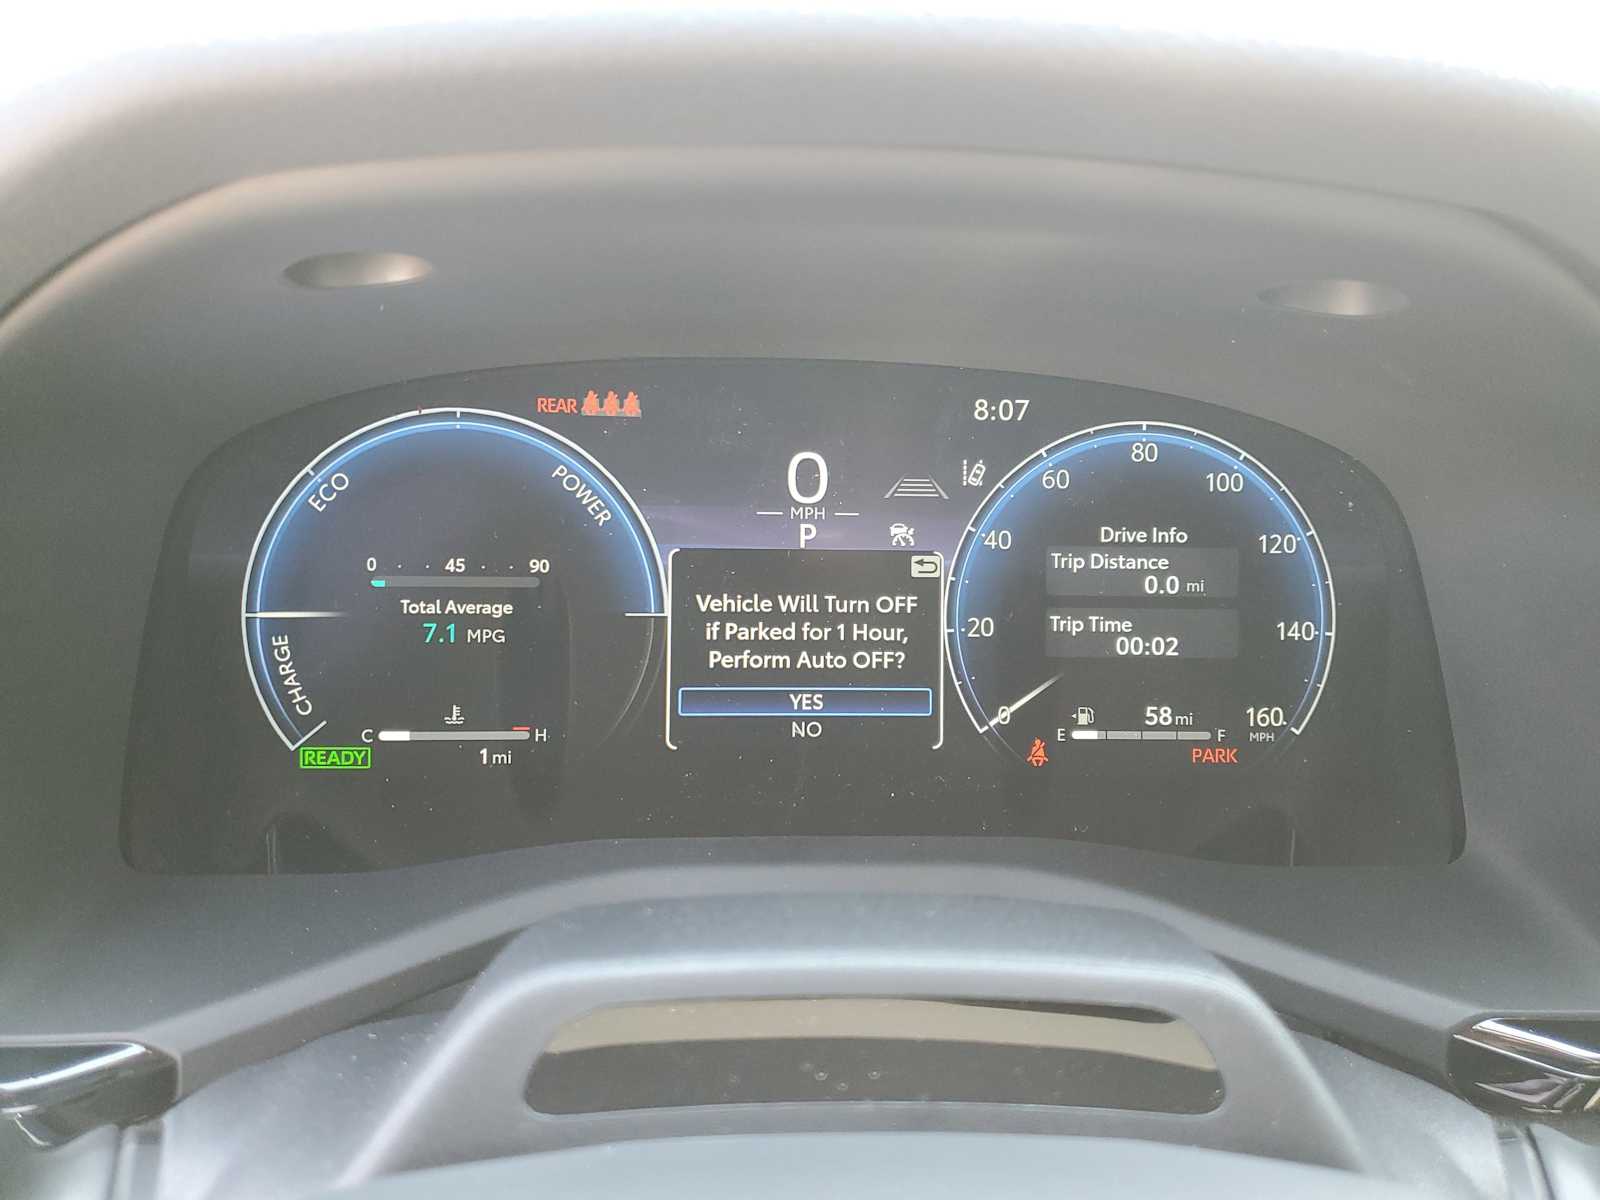 REAR
8:07
0
MPH
P
ECO
POWER
CHARGE
0 45 90
Total Average
7.1 MPG
C H
1 mi
READY
Vehicle Will Turn OFF
if Parked for 1 Hour,
Perform Auto OFF?
YES
NO
0 20 40 60 80 100 120 140 160
MPH
Drive Info
Trip Distance
0.0 mi
Trip Time
00:02
58 mi
E F
PARK